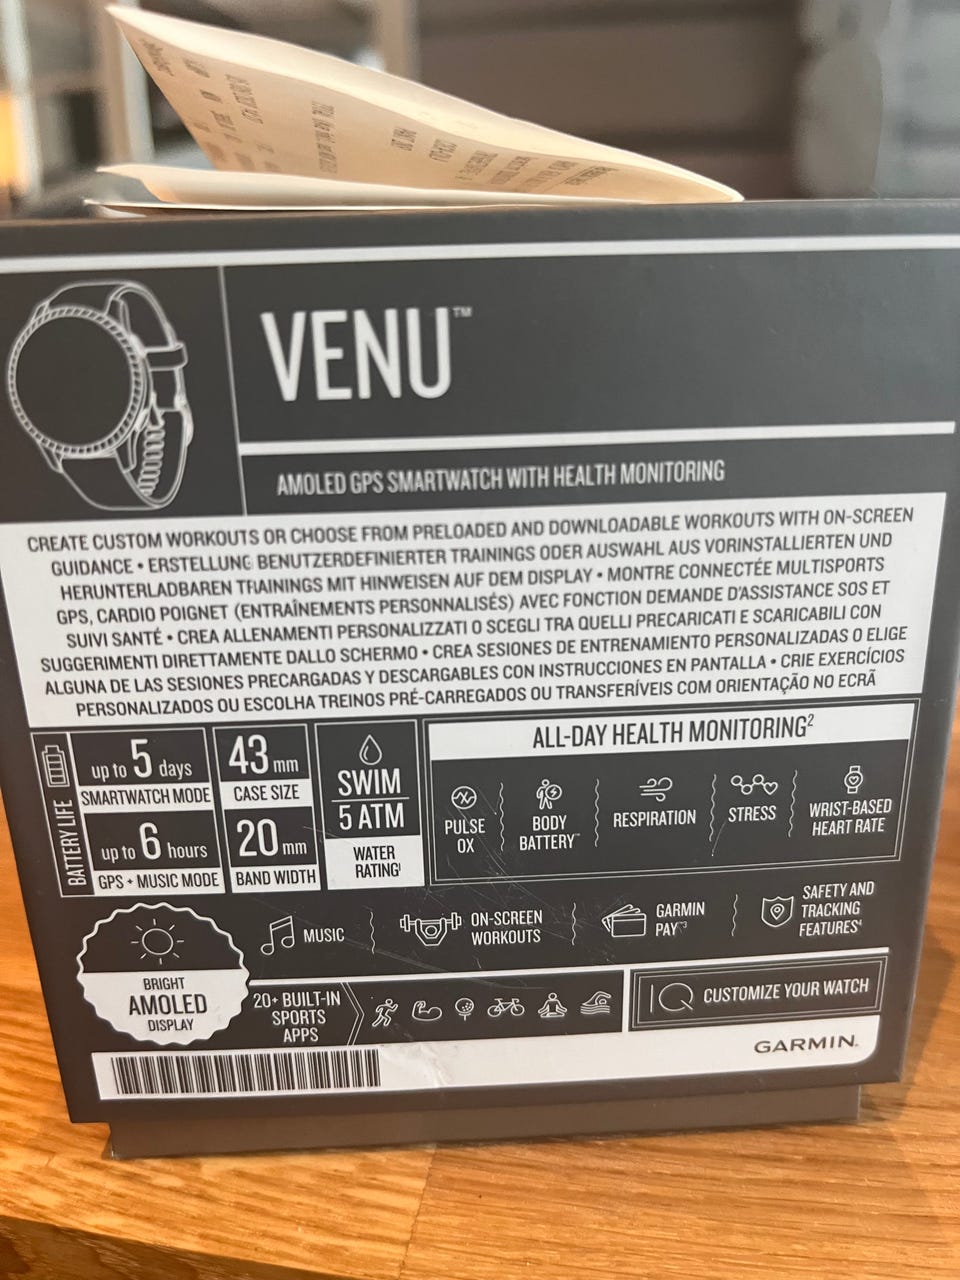 VENU™
AMOLED GPS SMARTWATCH WITH HEALTH MONITORING
CREATE CUSTOM WORKOUTS OR CHOOSE FROM PRELOADED AND DOWNLOADABLE WORKOUTS WITH ON-SCREEN
GUIDANCE • ERSTELLUNG BENUTZERDEFINIERTER TRAININGS ODER AUSWAHL AUS VORINSTALLIERTEN UND
HERUNTERLADBAREN TRAININGS MIT HINWEISEN AUF DEM DISPLAY • MONTRE CONNECTÉE MULTISPORTS
GPS, CARDIO POIGNET (ENTRAÎNEMENTS PERSONNALISÉS) AVEC FONCTION DEMANDE D'ASSISTANCE SOS ET
SUIVI SANTÉ • CREA ALLENAMENTI PERSONALIZZATI O SCEGLI TRA QUELLI PRECARICATI E SCARICABILI CON
SUGGERIMENTI DIRETTAMENTE DALLO SCHERMO • CREA SESIONES DE ENTRENAMIENTO PERSONALIZADAS O ELIGE
ALGUNA DE LAS SESIONES PRECARGADAS Y DESCARGABLES CON INSTRUCCIONES EN PANTALLA • CRIE EXERCÍCIOS
PERSONALIZADOS OU ESCOLHA TREINOS PRÉ-CARREGADOS OU TRANSFERÍVEIS COM ORIENTAÇÃO NO ECRÃ
BATTERY LIFE
up to 5 days
SMARTWATCH MODE
up to 6 hours
GPS + MUSIC MODE
43 mm
CASE SIZE
20 mm
BAND WIDTH
SWIM
5 ATM
WATER
RATING¹
ALL-DAY HEALTH MONITORING²
PULSE
OX
BODY
BATTERY™
RESPIRATION
STRESS
WRIST-BASED
HEART RATE
MUSIC
ON-SCREEN
WORKOUTS
GARMIN
PAY™³
SAFETY AND
TRACKING
FEATURES⁴
BRIGHT
AMOLED
DISPLAY
20+ BUILT-IN
SPORTS
APPS
IQ CUSTOMIZE YOUR WATCH
GARMIN.